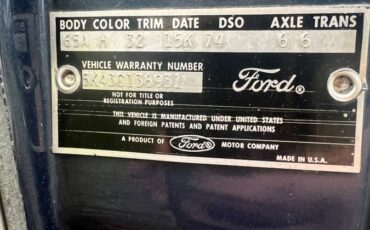 BODY COLOR TRIM DATE DSO AXLE TRANS
65A H 32 15K 74 6 6
VEHICLE WARRANTY NUMBER
Ford®
NOT FOR TITLE OR
REGISTRATION PURPOSES
THIS VEHICLE IS MANUFACTURED UNDER UNITED STATES
AND FOREIGN PATENTS AND PATENT APPLICATIONS
A PRODUCT OF Ford® MOTOR COMPANY
MADE IN U.S.A.